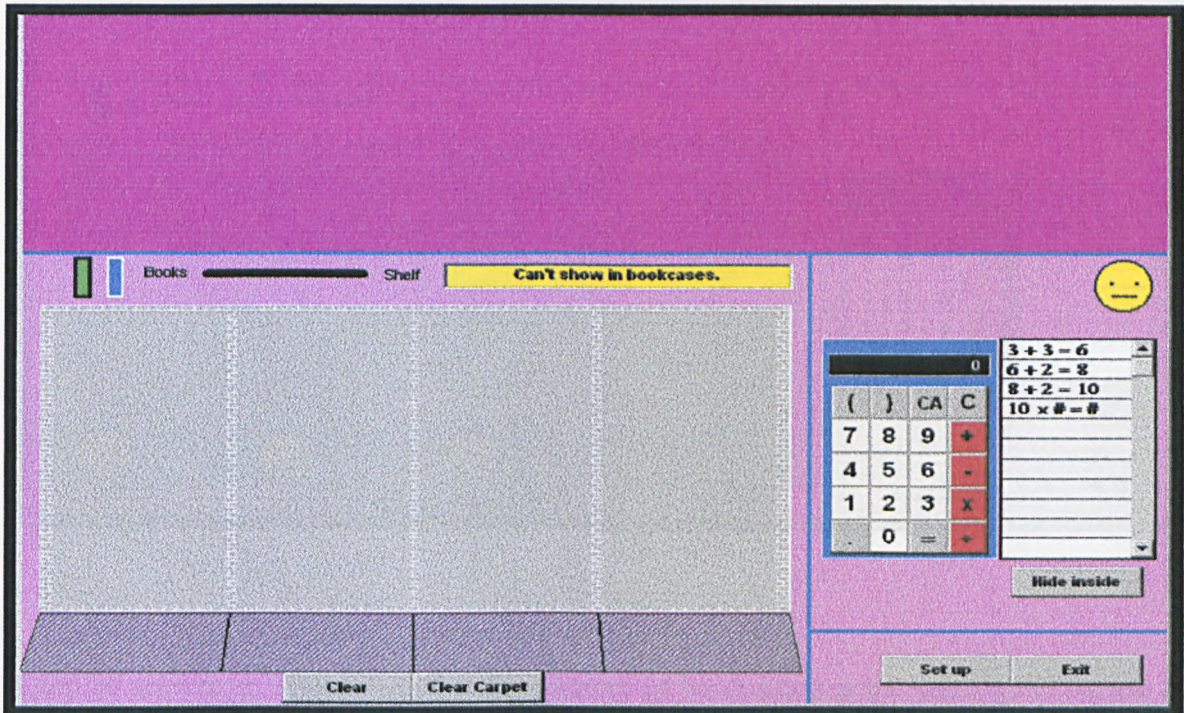 Books
Shelf
Can't show in bookcases.
0
( ) CA C
7 8 9 +
4 5 6 -
1 2 3 x
. 0 = ÷
3 + 3 = 6
6 + 2 = 8
8 + 2 = 10
10 x # = #
Hide inside
Set up
Exit
Clear
Clear Carpet